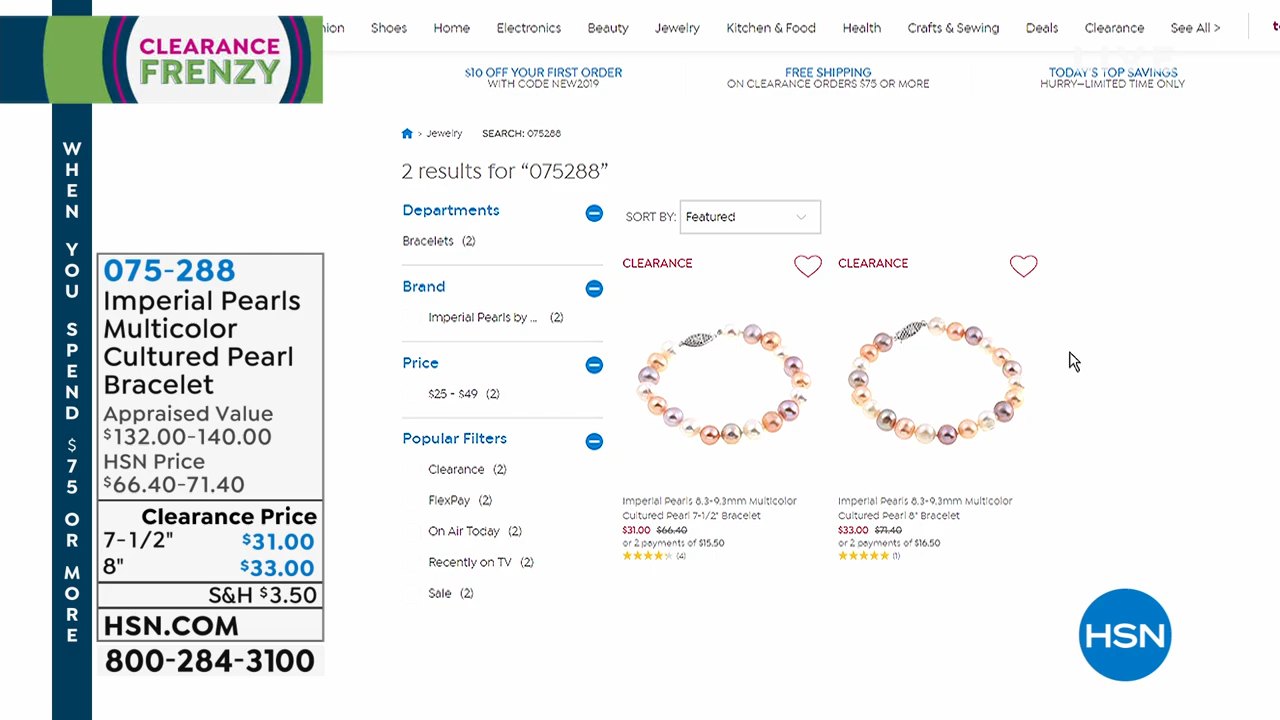 CLEARANCE
FRENZY
WHEN YOU SPEND $75 OR MORE
075-288
Imperial Pearls
Multicolor
Cultured Pearl
Bracelet
Appraised Value
$132.00-140.00
HSN Price
$66.40-71.40
Clearance Price
7-1/2" $31.00
8" $33.00
S&H $3.50
HSN.COM
800-284-3100
Shoes Home Electronics Beauty Jewelry Kitchen & Food Health Crafts & Sewing Deals Clearance See All >
LIVE
$10 OFF YOUR FIRST ORDER
WITH CODE NEW2019
FREE SHIPPING
ON CLEARANCE ORDERS $75 OR MORE
TODAY'S TOP SAVINGS
HURRY—LIMITED TIME ONLY
> Jewelry SEARCH: 075288
2 results for “075288”
Departments
Bracelets (2)
Brand
Imperial Pearls by ... (2)
Price
$25 - $49 (2)
Popular Filters
Clearance (2)
FlexPay (2)
On Air Today (2)
Recently on TV (2)
Sale (2)
SORT BY: Featured
CLEARANCE
Imperial Pearls 8.3-9.3mm Multicolor
Cultured Pearl 7-1/2" Bracelet
$31.00 $66.40
or 2 payments of $15.50
(4)
CLEARANCE
Imperial Pearls 8.3-9.3mm Multicolor
Cultured Pearl 8" Bracelet
$33.00 $71.40
or 2 payments of $16.50
(1)
HSN